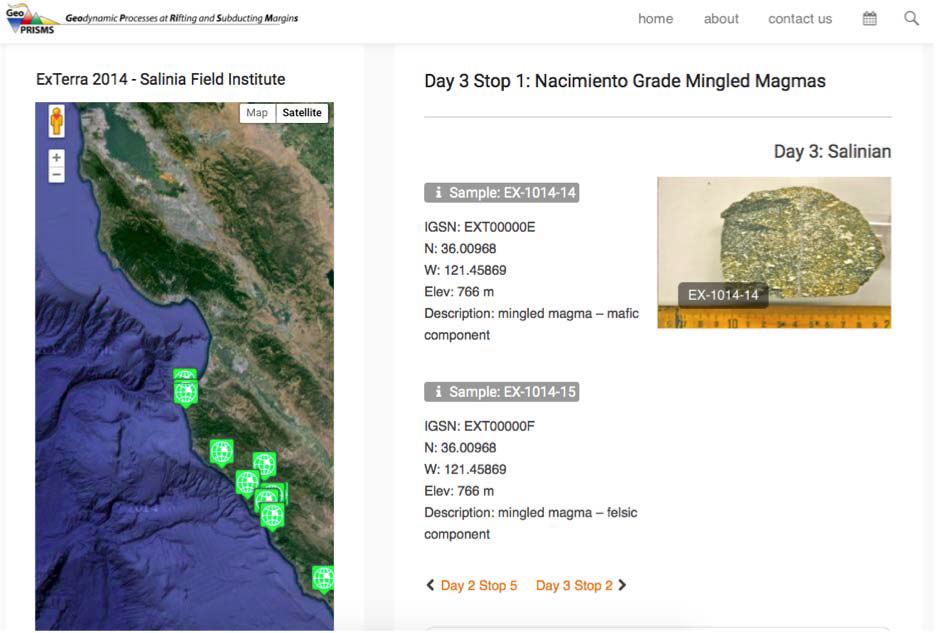 Geo
PRISMS
Geodynamic Processes at RIfting and Subducting Margins
home about contact us
ExTerra 2014 - Salinia Field Institute
Map Satellite
+
−
Day 3 Stop 1: Nacimiento Grade Mingled Magmas
Day 3: Salinian
i Sample: EX-1014-14
IGSN: EXT00000E
N: 36.00968
W: 121.45869
Elev: 766 m
Description: mingled magma – mafic
component
EX-1014-14
i Sample: EX-1014-15
IGSN: EXT00000F
N: 36.00968
W: 121.45869
Elev: 766 m
Description: mingled magma – felsic
component
Day 2 Stop 5 Day 3 Stop 2